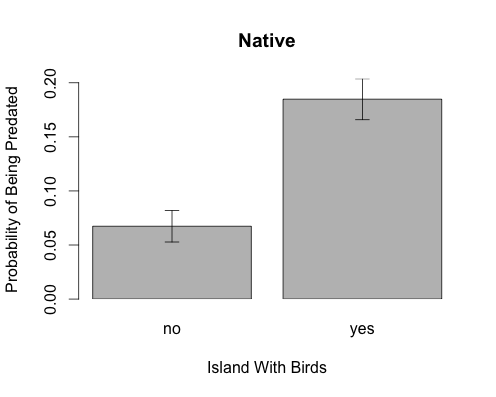 Native
Probability of Being Predated
0.20
0.15
0.10
0.05
0.00
no yes
Island With Birds